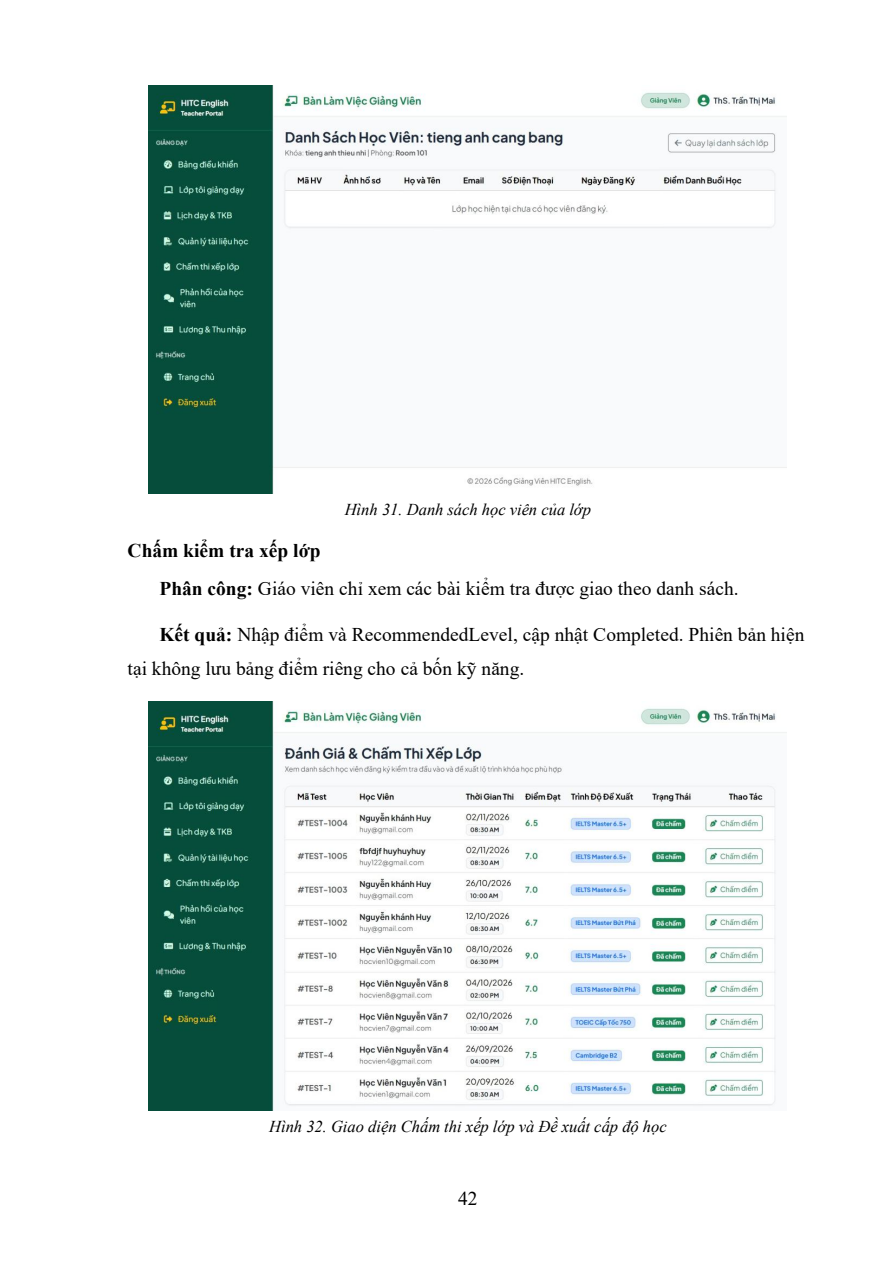 HITC English
Teacher Portal
GIẢNG DẠY
Bảng điều khiển
Lớp tôi giảng dạy
Lịch dạy & TKB
Quản lý tài liệu học
Chấm thi xếp lớp
Phản hồi của học
viên
Lương & Thu nhập
HỆ THỐNG
Trang chủ
Đăng xuất
Bàn Làm Việc Giảng Viên
Giảng Viên ThS. Trần Thị Mai
Danh Sách Học Viên: tieng anh cang bang
Khóa: tieng anh thieu nhi | Phòng: Room 101
← Quay lại danh sách lớp
Mã HV Ảnh hồ sơ Họ và Tên Email Số Điện Thoại Ngày Đăng Ký Điểm Danh Buổi Học
Lớp học hiện tại chưa có học viên đăng ký.
© 2026 Cổng Giảng Viên HITC English.
Hình 31. Danh sách học viên của lớp
Chấm kiểm tra xếp lớp
Phân công: Giáo viên chỉ xem các bài kiểm tra được giao theo danh sách.
Kết quả: Nhập điểm và RecommendedLevel, cập nhật Completed. Phiên bản hiện
tại không lưu bảng điểm riêng cho cả bốn kỹ năng.
HITC English
Teacher Portal
GIẢNG DẠY
Bảng điều khiển
Lớp tôi giảng dạy
Lịch dạy & TKB
Quản lý tài liệu học
Chấm thi xếp lớp
Phản hồi của học
viên
Lương & Thu nhập
HỆ THỐNG
Trang chủ
Đăng xuất
Bàn Làm Việc Giảng Viên
Giảng Viên ThS. Trần Thị Mai
Đánh Giá & Chấm Thi Xếp Lớp
Xem danh sách học viên đăng ký kiểm tra đầu vào và đề xuất lộ trình khóa học phù hợp
Mã Test Học Viên Thời Gian Thi Điểm Đạt Trình Độ Đề Xuất Trạng Thái Thao Tác
#TEST-1004 Nguyễn khánh Huy 02/11/2026 6.5 IELTS Master 6.5+ Đã chấm Chấm điểm
huy@gmail.com 08:30 AM
#TEST-1005 fbfdjf huyhuyhuy 02/11/2026 7.0 IELTS Master 6.5+ Đã chấm Chấm điểm
huy122@gmail.com 08:30 AM
#TEST-1003 Nguyễn khánh Huy 26/10/2026 7.0 IELTS Master 6.5+ Đã chấm Chấm điểm
huy@gmail.com 10:00 AM
#TEST-1002 Nguyễn khánh Huy 12/10/2026 6.7 IELTS Master Bứt Phá Đã chấm Chấm điểm
huy@gmail.com 08:30 AM
#TEST-10 Học Viên Nguyễn Văn 10 08/10/2026 9.0 IELTS Master 6.5+ Đã chấm Chấm điểm
hocvien10@gmail.com 06:30 PM
#TEST-8 Học Viên Nguyễn Văn 8 04/10/2026 7.0 IELTS Master Bứt Phá Đã chấm Chấm điểm
hocvien8@gmail.com 02:00 PM
#TEST-7 Học Viên Nguyễn Văn 7 02/10/2026 7.0 TOEIC Cấp Tốc 750 Đã chấm Chấm điểm
hocvien7@gmail.com 10:00 AM
#TEST-4 Học Viên Nguyễn Văn 4 26/09/2026 7.5 Cambridge B2 Đã chấm Chấm điểm
hocvien4@gmail.com 04:00 PM
#TEST-1 Học Viên Nguyễn Văn 1 20/09/2026 6.0 IELTS Master 6.5+ Đã chấm Chấm điểm
hocvien1@gmail.com 08:30 AM
Hình 32. Giao diện Chấm thi xếp lớp và Đề xuất cấp độ học
42